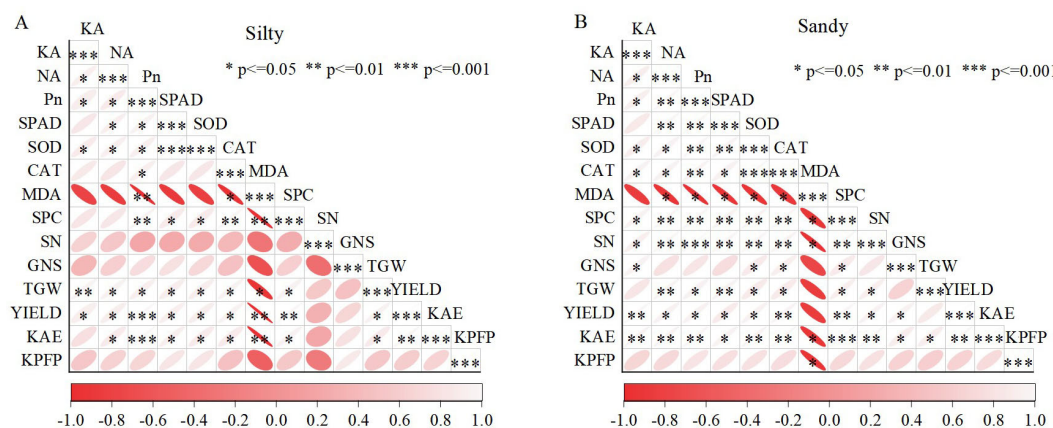 A
Silty
* p<=0.05 ** p<=0.01 *** p<=0.001
KA
KA *** NA
NA * *** Pn
Pn * * *** SPAD
SPAD * * *** SOD
SOD * * * *** *** CAT
CAT * *** MDA
MDA ** * *** SPC
SPC ** * * ** ** *** SN
SN *** GNS
GNS *** TGW
TGW ** * * * * * * * *** YIELD
YIELD * * *** * * * ** ** * *** KAE
KAE * *** * * ** ** * * ** *** KPFP
KPFP ***
-1.0 -0.8 -0.6 -0.4 -0.2 0.0 0.2 0.4 0.6 0.8 1.0
B
Sandy
* p<=0.05 ** p<=0.01 *** p<=0.001
KA
KA *** NA
NA * *** Pn
Pn * ** *** SPAD
SPAD ** ** *** SOD
SOD * * ** ** *** CAT
CAT * * ** * *** *** MDA
MDA * * * * * *** SPC
SPC * ** ** ** ** ** * *** SN
SN * ** *** ** ** ** * ** *** GNS
GNS * * * * *** TGW
TGW ** * * * * * * *** YIELD
YIELD ** * ** ** ** ** ** ** * *** KAE
KAE ** ** ** * ** ** * *** ** * * ** *** KPFP
KPFP * ***
-1.0 -0.8 -0.6 -0.4 -0.2 0.0 0.2 0.4 0.6 0.8 1.0